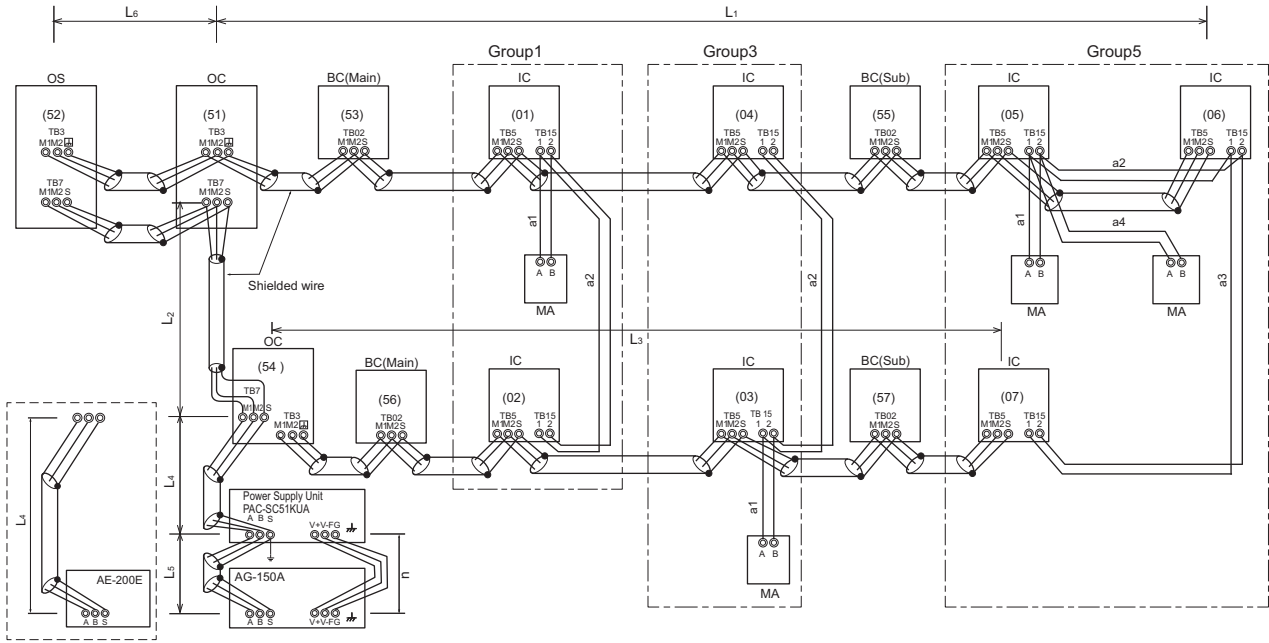 L6
L1
Group1
Group3
Group5
OS
OC
BC(Main)
IC
IC
BC(Sub)
IC
IC
(52)
(51)
(53)
(01)
(04)
(55)
(05)
(06)
TB3
M1M2
TB3
M1M2
TB02
M1M2S
TB5
M1M2S
TB15
1 2
TB5
M1M2S
TB15
1 2
TB02
M1M2S
TB5
M1M2S
TB15
1 2
TB5
M1M2S
TB15
1 2
TB7
M1M2 S
TB7
M1M2 S
a2
a1
a2
a2
a1
a4
a3
A B
MA
A B
MA
A B
MA
Shielded wire
L2
L3
OC
(54 )
TB7
M1M2 S
TB3
M1M2
BC(Main)
(56)
TB02
M1M2S
IC
(02)
TB5
M1M2S
TB15
1 2
IC
(03)
TB5
M1M2S
TB 15
1 2
BC(Sub)
(57)
TB02
M1M2S
IC
(07)
TB5
M1M2S
TB15
1 2
a1
A B
MA
L4
L4
Power Supply Unit
PAC-SC51KUA
A B S
V+V-FG
L5
n
AE-200E
A B S
AG-150A
A B S
V+V-FG